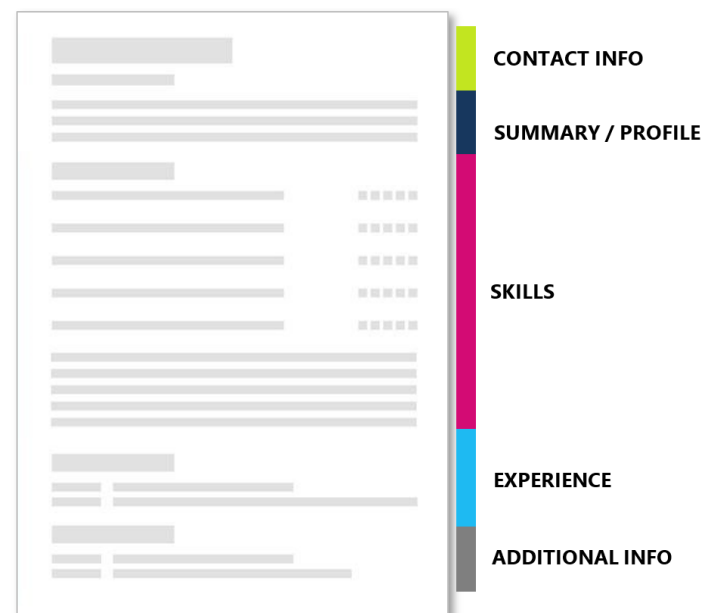 CONTACT INFO
SUMMARY / PROFILE
SKILLS
EXPERIENCE
ADDITIONAL INFO